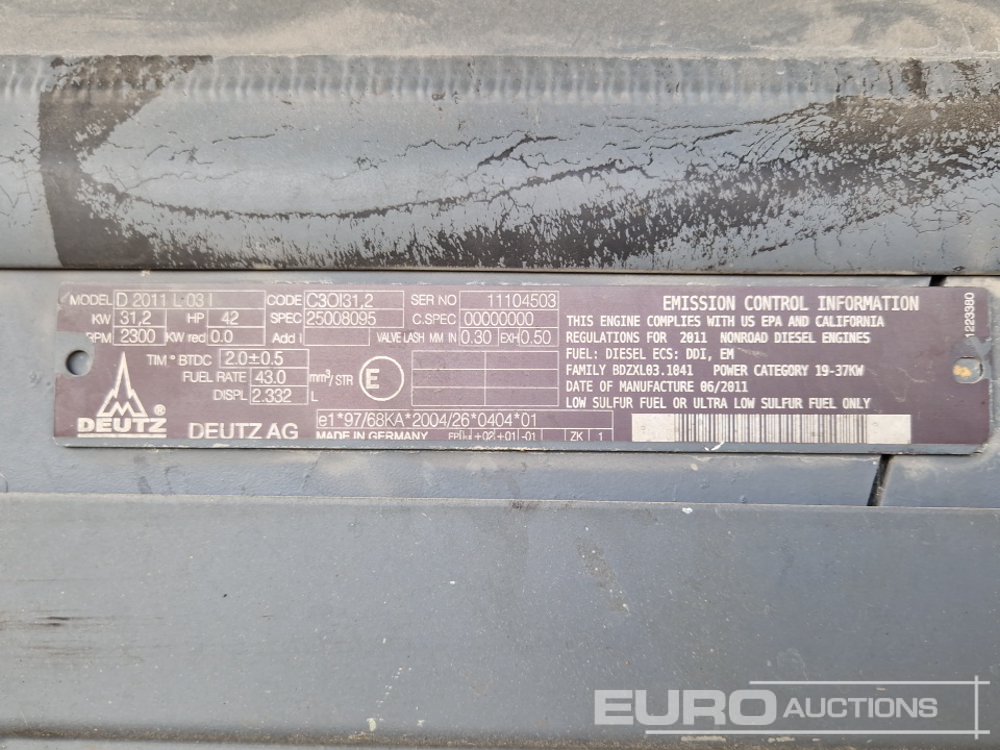 MODEL D 2011 L 03 I CODE C3OI31,2 SER NO 11104503
KW 31,2 HP 42 SPEC 25008095 C.SPEC 00000000
RPM 2300 KW red 0.0 Add i VALVE LASH MM IN 0.30 EXH 0.50
TIM ° BTDC 2.0±0.5
FUEL RATE 43.0 mm³/STR E
DISPL 2.332 L
e1*97/68KA*2004/26*0404*01
DEUTZ ® DEUTZ AG MADE IN GERMANY +02 +01 -01 ZK 1
EMISSION CONTROL INFORMATION
THIS ENGINE COMPLIES WITH US EPA AND CALIFORNIA
REGULATIONS FOR 2011 NONROAD DIESEL ENGINES
FUEL: DIESEL ECS: DDI, EM
FAMILY BDZXL03.1041 POWER CATEGORY 19-37KW
DATE OF MANUFACTURE 06/2011
LOW SULFUR FUEL OR ULTRA LOW SULFUR FUEL ONLY
1223380
EURO AUCTIONS